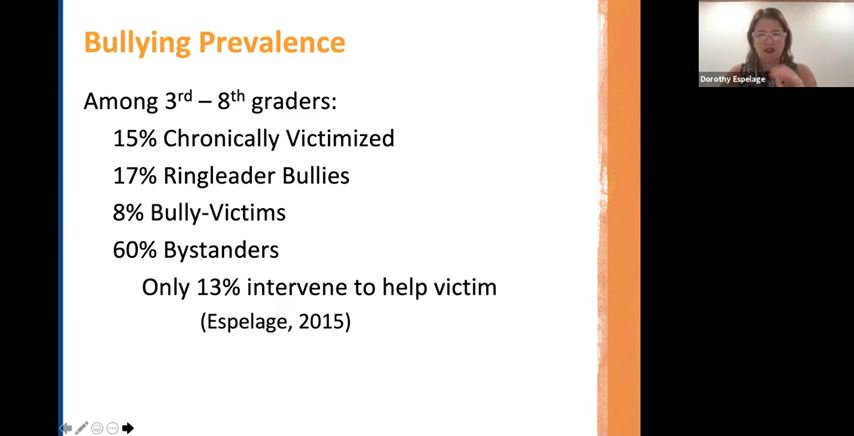 Bullying Prevalence
Among 3rd – 8th graders:
15% Chronically Victimized
17% Ringleader Bullies
8% Bully-Victims
60% Bystanders
Only 13% intervene to help victim
(Espelage, 2015)
Dorothy Espelage